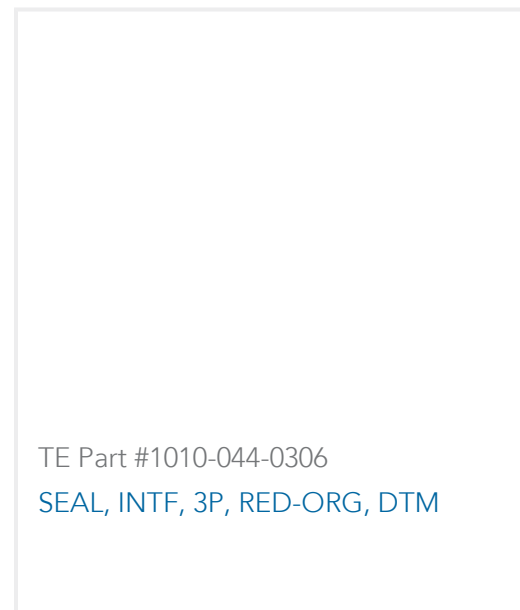 TE Part #1010-044-0306
SEAL, INTF, 3P, RED-ORG, DTM